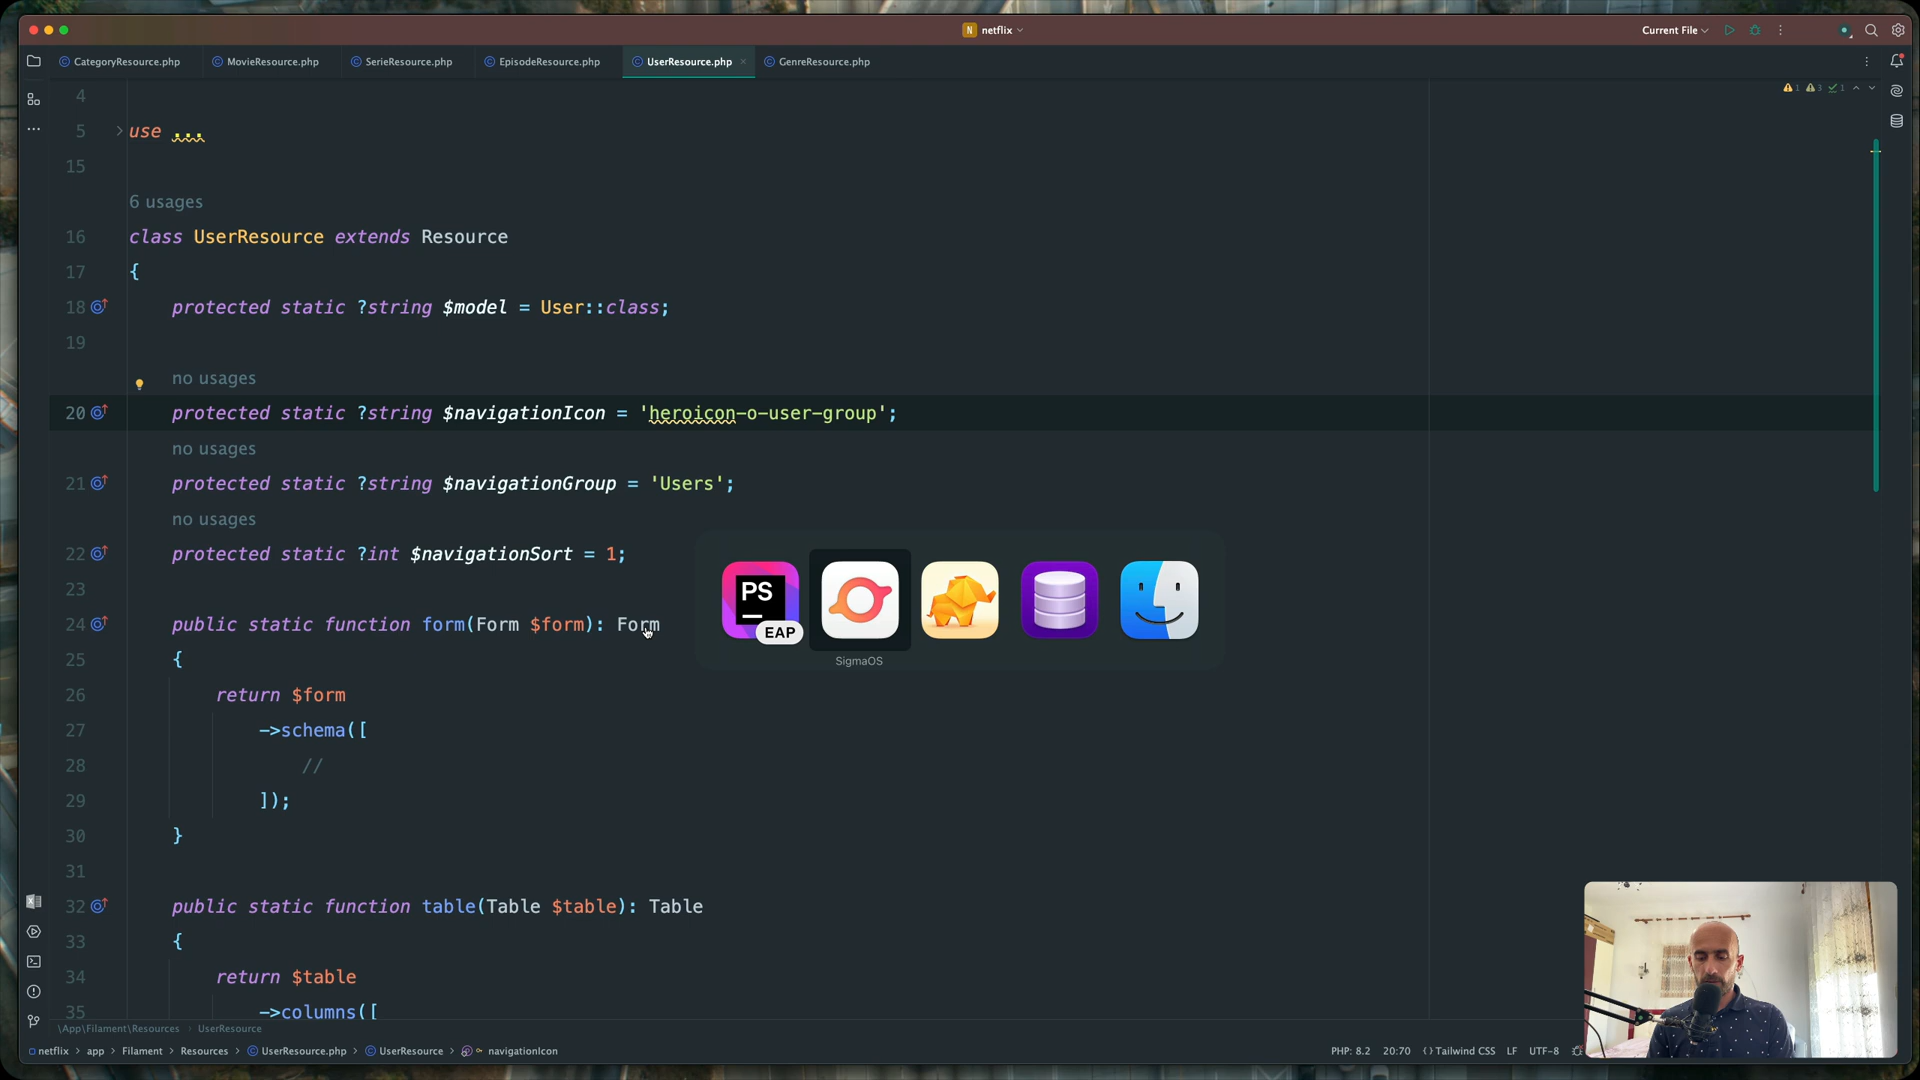 N netflix
Current File
CategoryResource.php
MovieResource.php
SerieResource.php
EpisodeResource.php
UserResource.php
GenreResource.php
1 3 1
4
5 use ...
15
6 usages
16 class UserResource extends Resource
17 {
18 protected static ?string $model = User::class;
19
no usages
20 protected static ?string $navigationIcon = 'heroicon-o-user-group';
no usages
21 protected static ?string $navigationGroup = 'Users';
no usages
22 protected static ?int $navigationSort = 1;
23
24 public static function form(Form $form): Form
25 {
26 return $form
27 ->schema([
28 //
29 ]);
30 }
31
32 public static function table(Table $table): Table
33 {
34 return $table
35 ->columns([
PS
EAP
SigmaOS
\App\Filament\Resources › UserResource
netflix › app › Filament › Resources › UserResource.php › UserResource › navigationIcon
PHP: 8.2 20:70 Tailwind CSS LF UTF-8